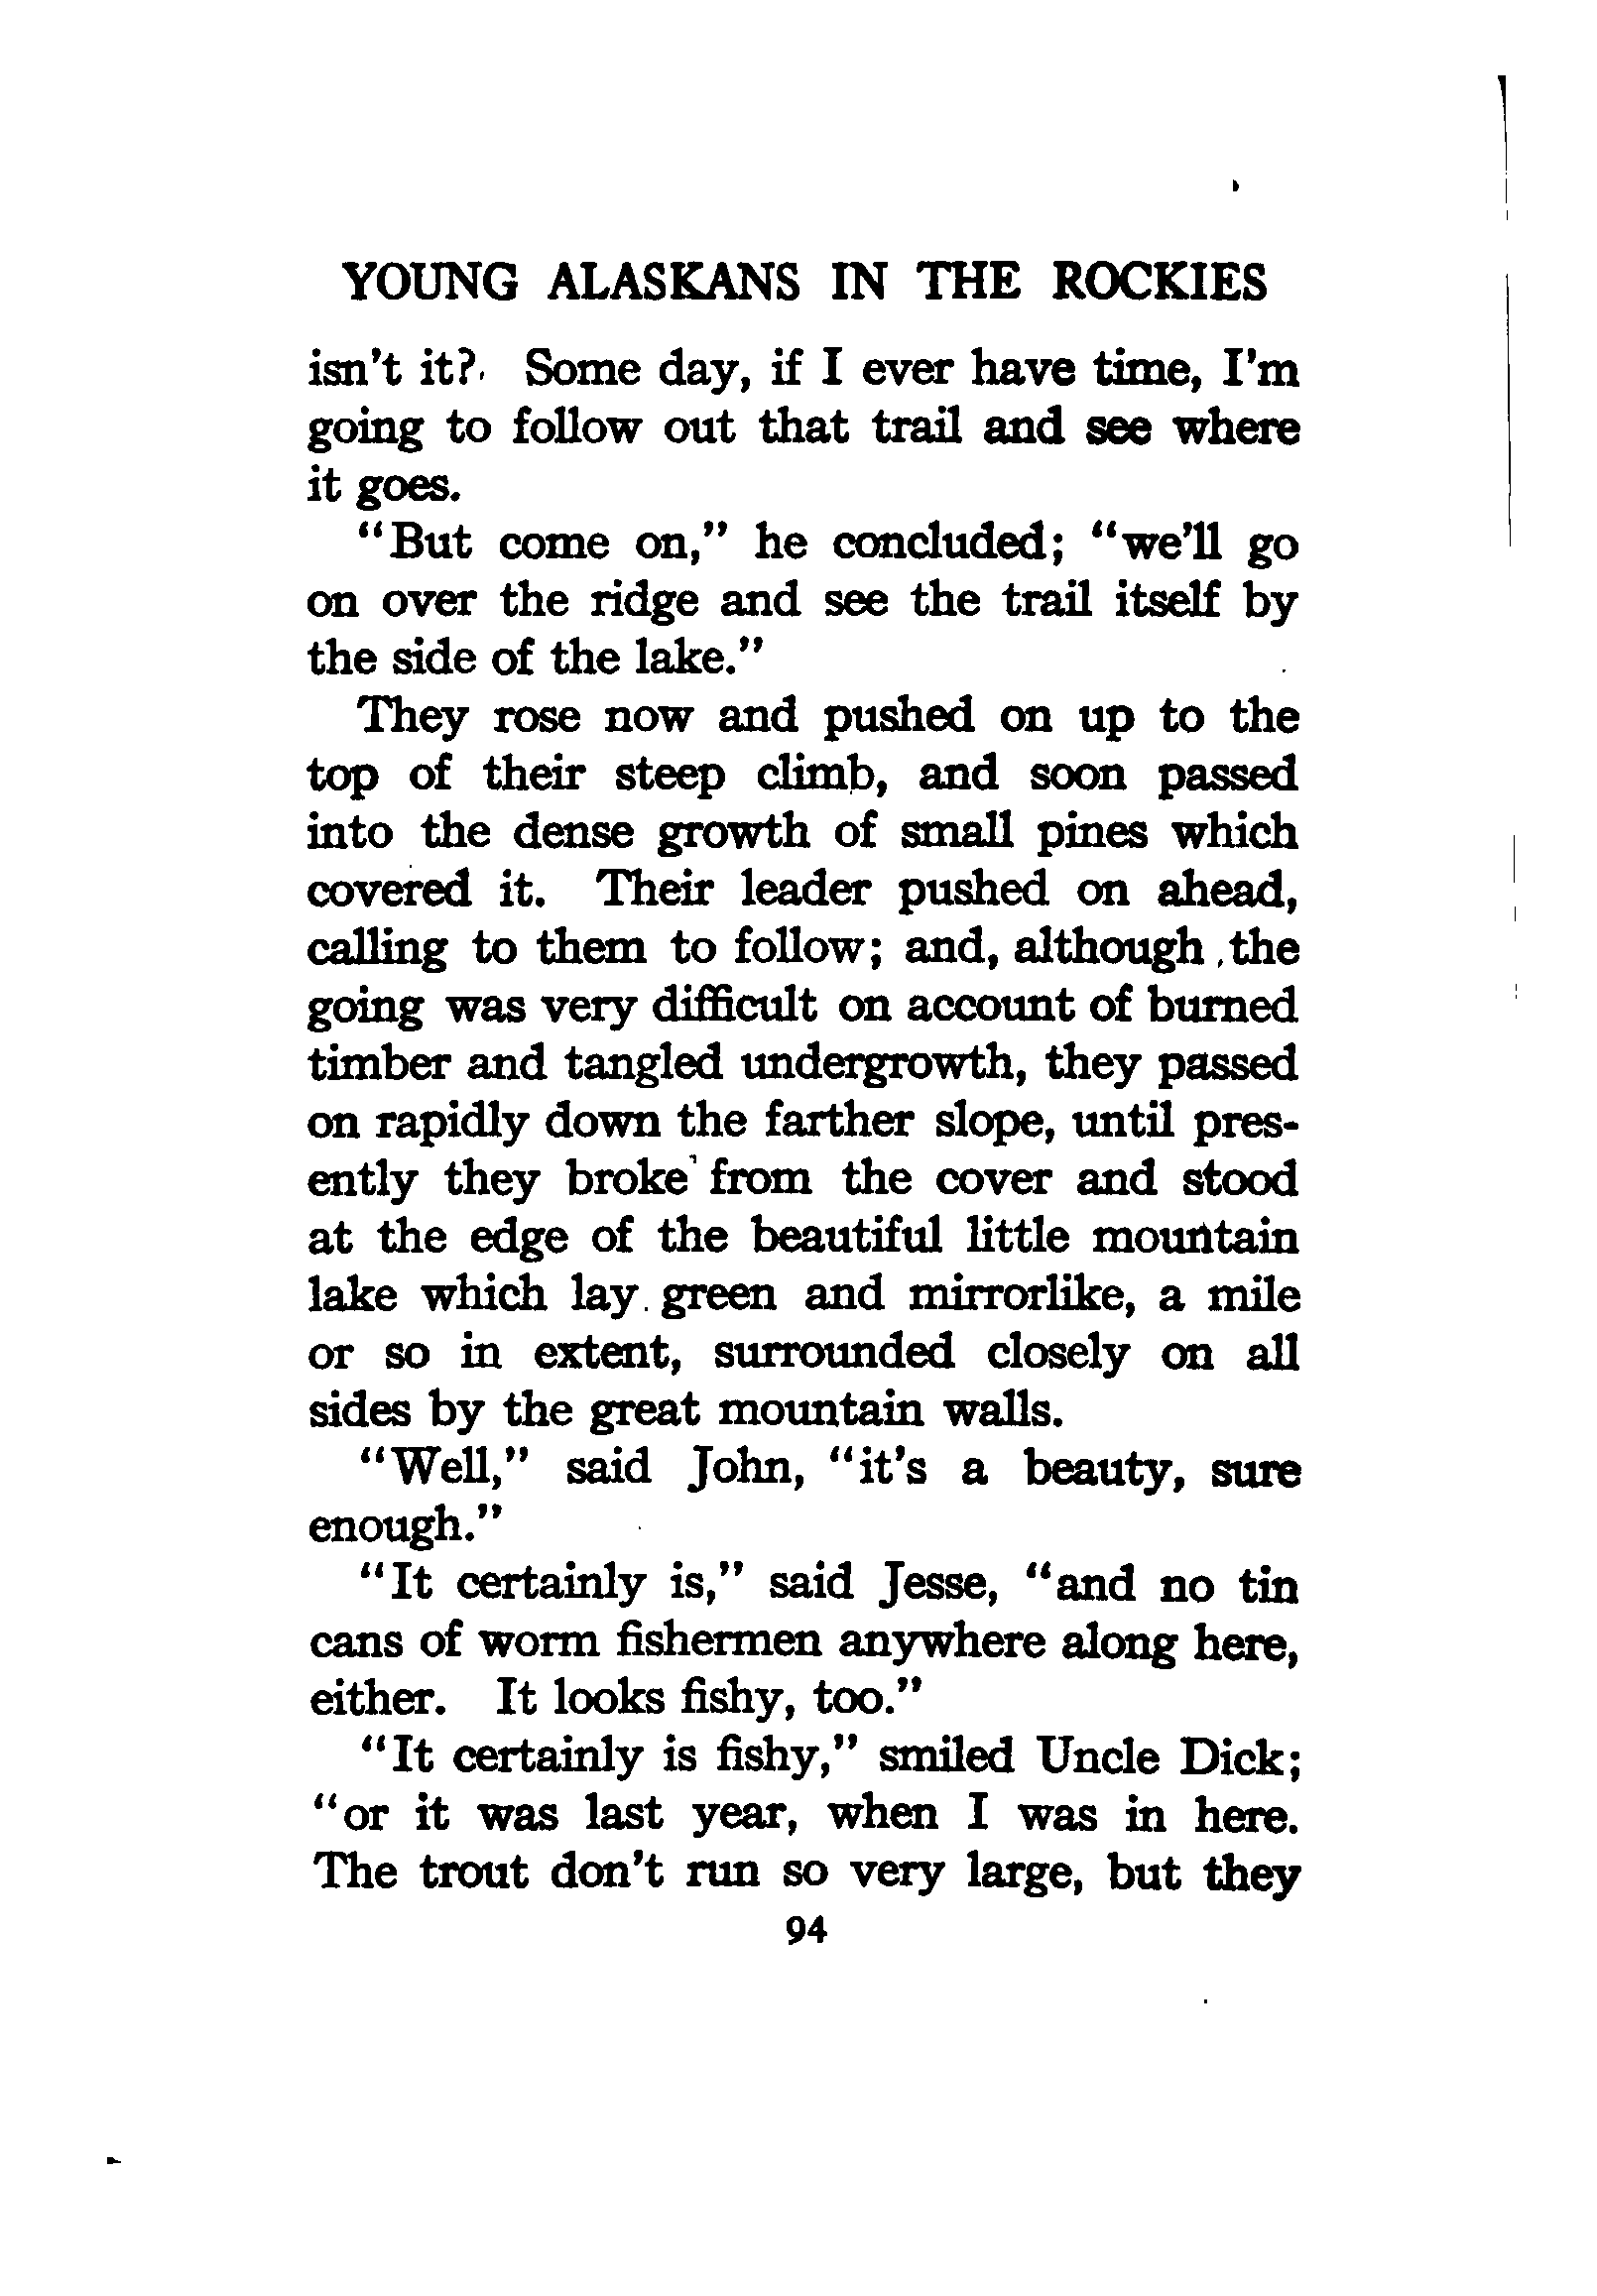 YOUNG ALASKANS IN THE ROCKIES
isn't it? Some day, if I ever have time, I'm
going to follow out that trail and see where
it goes.
"But come on," he concluded; "we'll go
on over the ridge and see the trail itself by
the side of the lake."
They rose now and pushed on up to the
top of their steep climb, and soon passed
into the dense growth of small pines which
covered it. Their leader pushed on ahead,
calling to them to follow; and, although the
going was very difficult on account of burned
timber and tangled undergrowth, they passed
on rapidly down the farther slope, until pres-
ently they broke from the cover and stood
at the edge of the beautiful little mountain
lake which lay green and mirrorlike, a mile
or so in extent, surrounded closely on all
sides by the great mountain walls.
"Well," said John, "it's a beauty, sure
enough."
"It certainly is," said Jesse, "and no tin
cans of worm fishermen anywhere along here,
either. It looks fishy, too."
"It certainly is fishy," smiled Uncle Dick;
"or it was last year, when I was in here.
The trout don't run so very large, but they
94